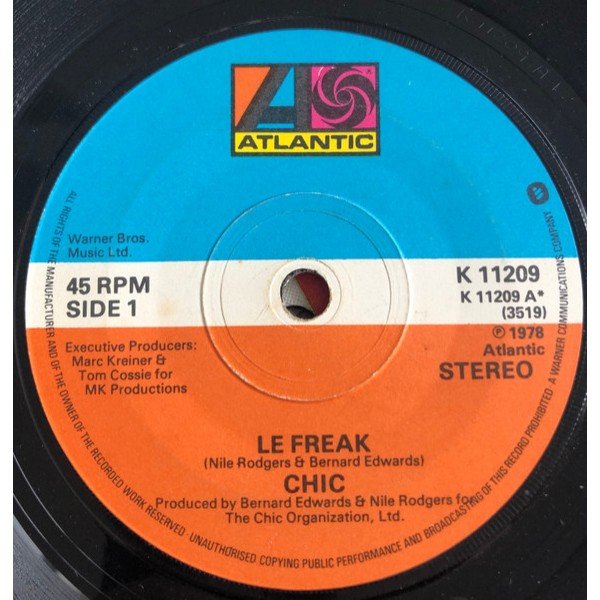 ATLANTIC
Warner Bros.
Music Ltd.
45 RPM
SIDE 1
K 11209
K 11209 A*
(3519)
℗ 1978
Atlantic
STEREO
Executive Producers:
Marc Kreiner &
Tom Cossie for
MK Productions
LE FREAK
(Nile Rodgers & Bernard Edwards)
CHIC
Produced by Bernard Edwards & Nile Rodgers for
The Chic Organization, Ltd.
ALL RIGHTS OF THE MANUFACTURER AND OF THE OWNER OF THE RECORDED WORK RESERVED. UNAUTHORISED COPYING PUBLIC PERFORMANCE AND BROADCASTING OF THIS RECORD PROHIBITED · A WARNER COMMUNICATIONS COMPANY